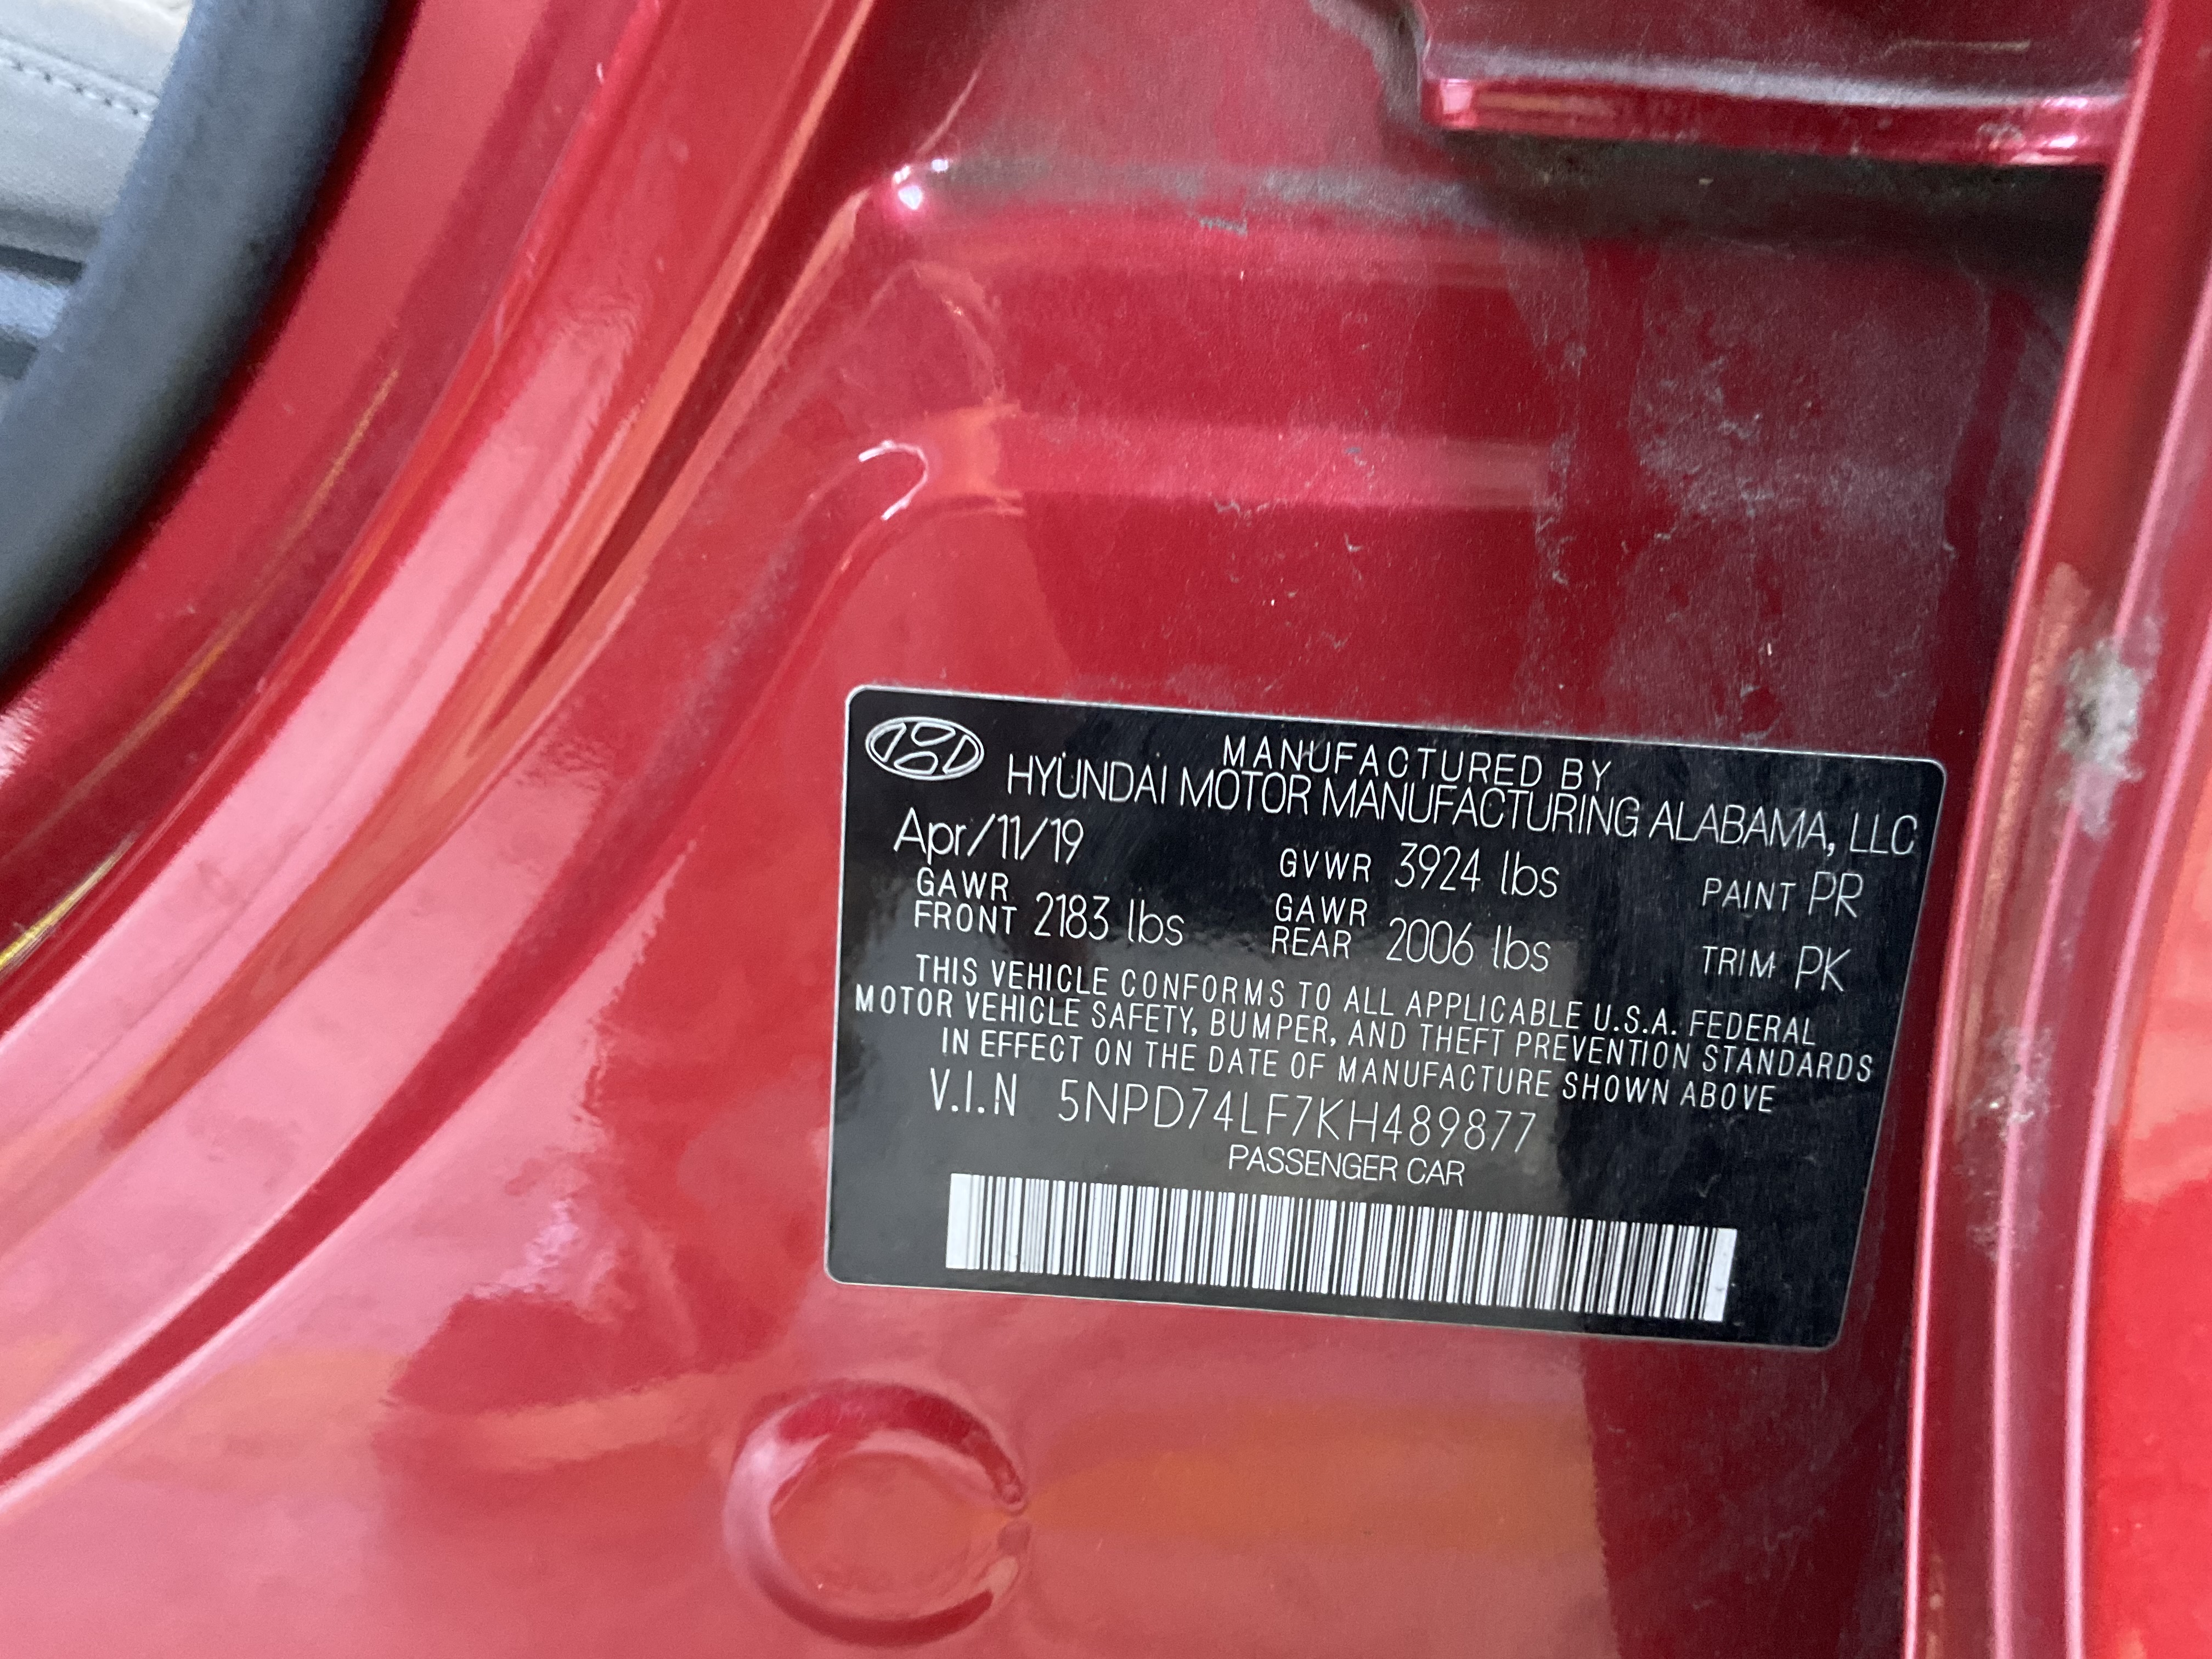 MANUFACTURED BY
HYUNDAI MOTOR MANUFACTURING ALABAMA, LLC
Apr/11/19 GVWR 3924 lbs PAINT PR
GAWR FRONT 2183 lbs GAWR REAR 2006 lbs TRIM PK
THIS VEHICLE CONFORMS TO ALL APPLICABLE U.S.A. FEDERAL
MOTOR VEHICLE SAFETY, BUMPER, AND THEFT PREVENTION STANDARDS
IN EFFECT ON THE DATE OF MANUFACTURE SHOWN ABOVE
V.I.N 5NPD74LF7KH489877
PASSENGER CAR